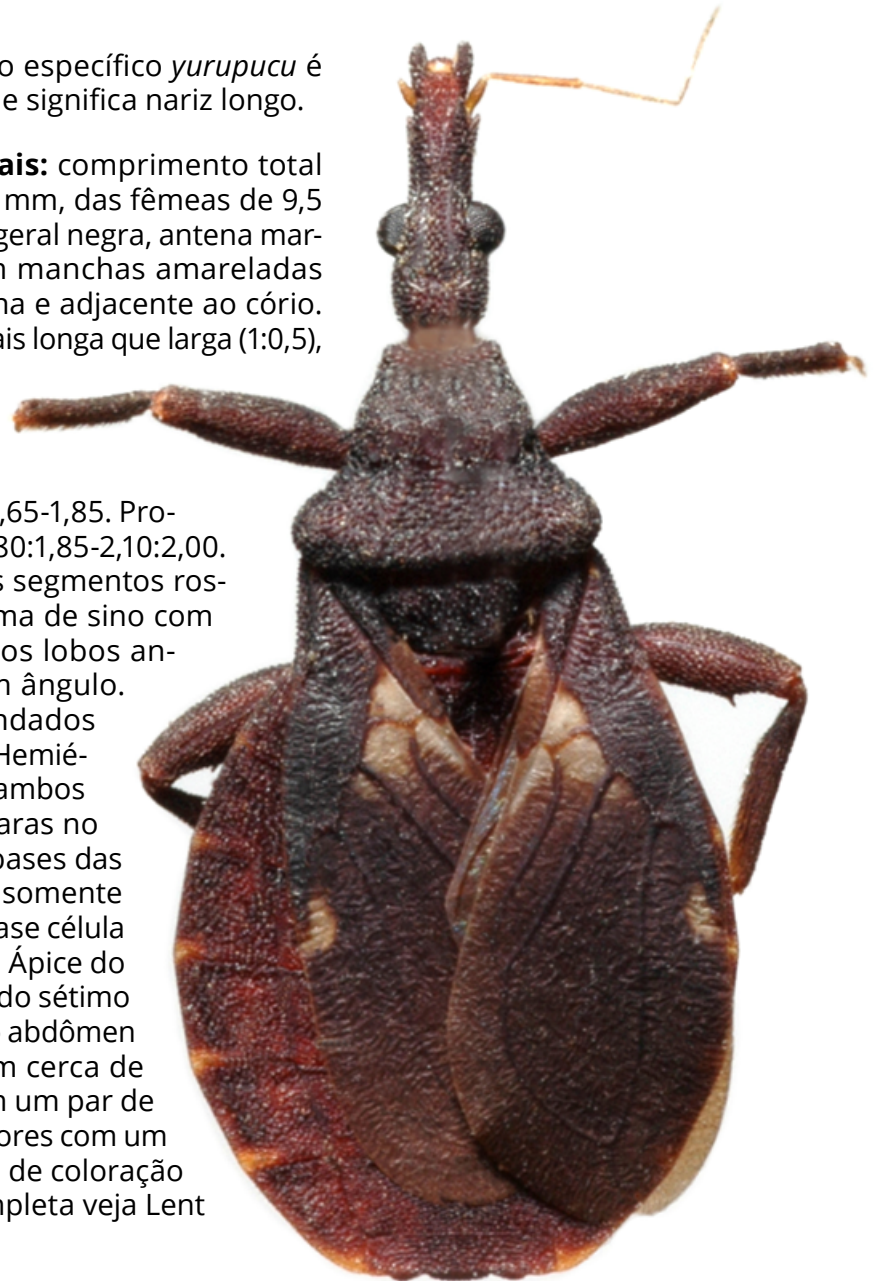 o específico yurupucu é
e significa nariz longo.
ais: comprimento total
mm, das fêmeas de 9,5
geral negra, antena mar-
manchas amareladas
na e adjacente ao cório.
ais longa que larga (1:0,5),
,65-1,85. Pro-
80:1,85-2,10:2,00.
s segmentos ros-
ma de sino com
os lobos an-
n ângulo.
ndados
Hemié-
ambos
aras no
bases das
somente
ase célula
Ápice do
do sétimo
abdômen
m cerca de
n um par de
ores com um
de coloração
npleta veja Lent